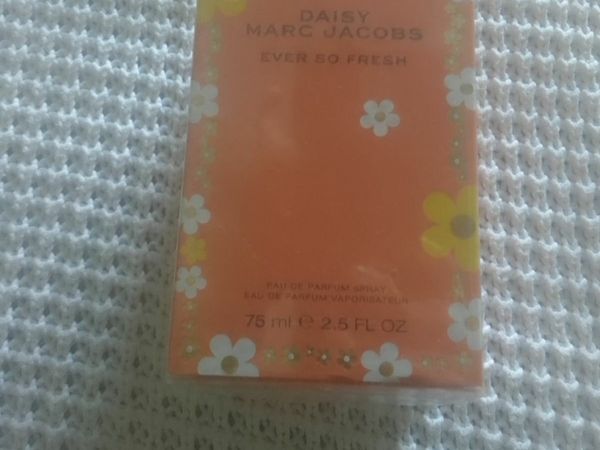 DAISY
MARC JACOBS
EVER SO FRESH
EAU DE PARFUM SPRAY
EAU DE PARFUM VAPORISATEUR
75 ml e 2.5 FL OZ